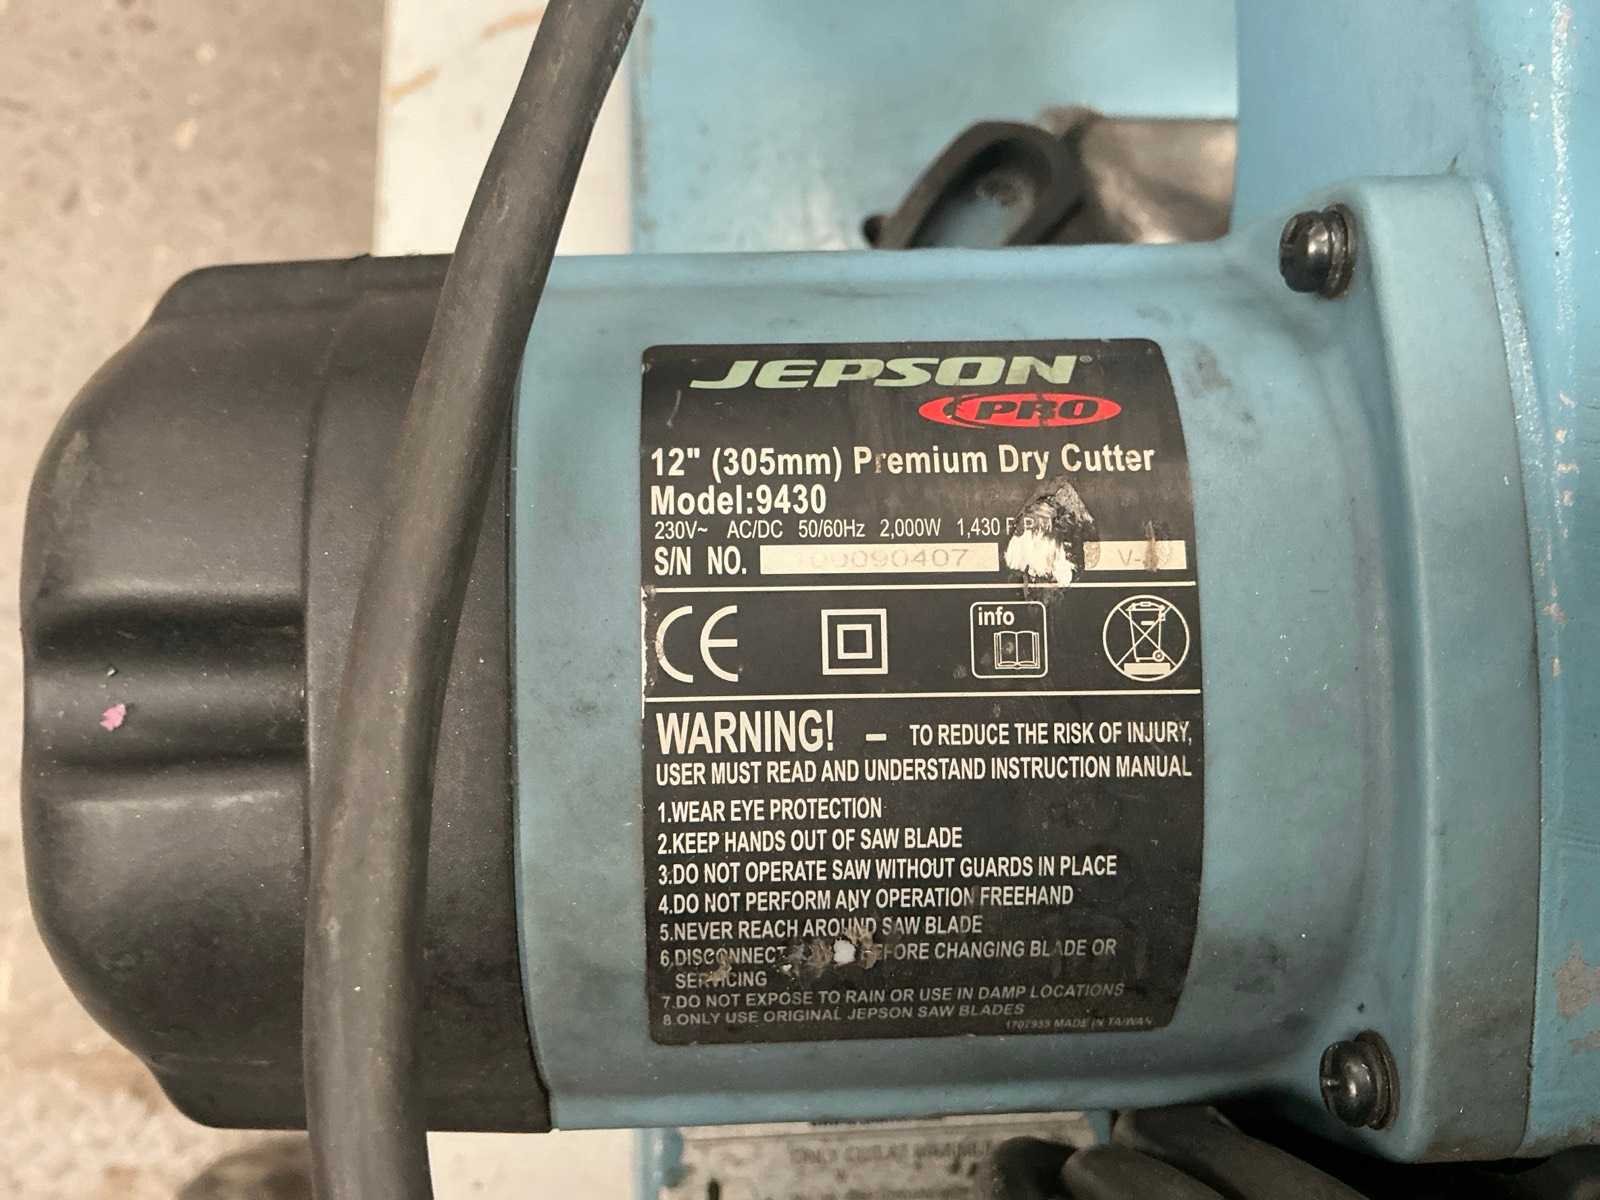 JEPSON®
PRO
12" (305mm) Premium Dry Cutter
Model:9430
230V~ AC/DC 50/60Hz 2,000W 1,430
S/N NO. 100090407 V-
CE
info
WARNING! – TO REDUCE THE RISK OF INJURY,
USER MUST READ AND UNDERSTAND INSTRUCTION MANUAL
1.WEAR EYE PROTECTION
2.KEEP HANDS OUT OF SAW BLADE
3.DO NOT OPERATE SAW WITHOUT GUARDS IN PLACE
4.DO NOT PERFORM ANY OPERATION FREEHAND
5.NEVER REACH AROUND SAW BLADE
6.DISCONNECT BEFORE CHANGING BLADE OR
SERVICING
7.DO NOT EXPOSE TO RAIN OR USE IN DAMP LOCATIONS
8.ONLY USE ORIGINAL JEPSON SAW BLADES
MADE IN TAIWAN